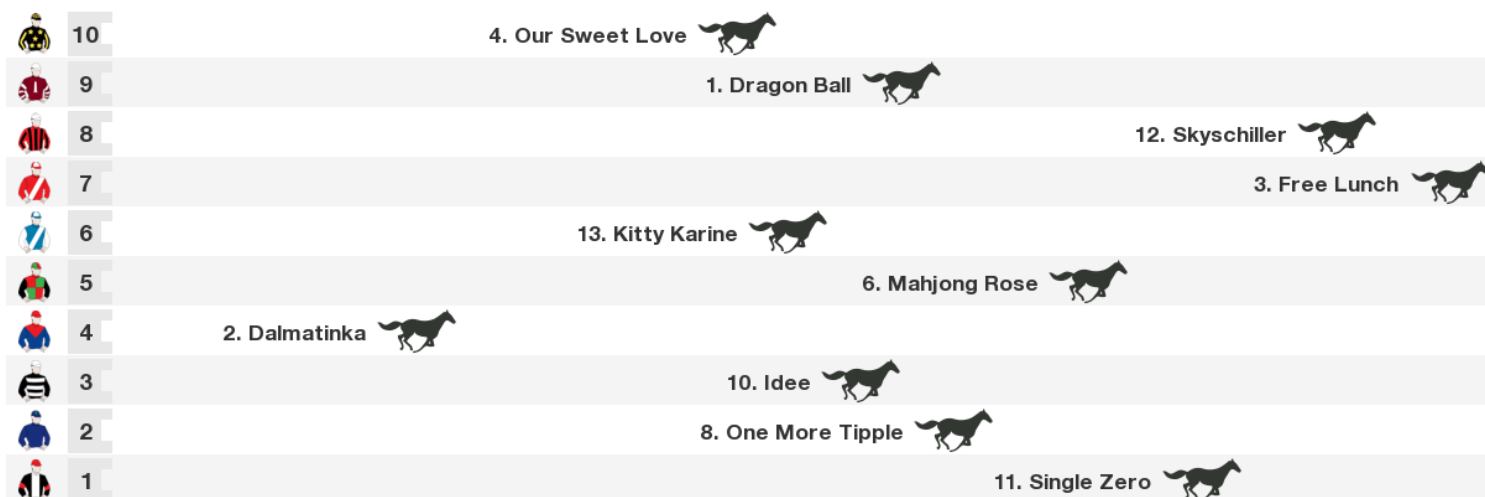 10 4. Our Sweet Love
9 1. Dragon Ball
8 12. Skyschiller
7 3. Free Lunch
6 13. Kitty Karine
5 6. Mahjong Rose
4 2. Dalmatinka
3 10. Idee
2 8. One More Tipple
1 11. Single Zero